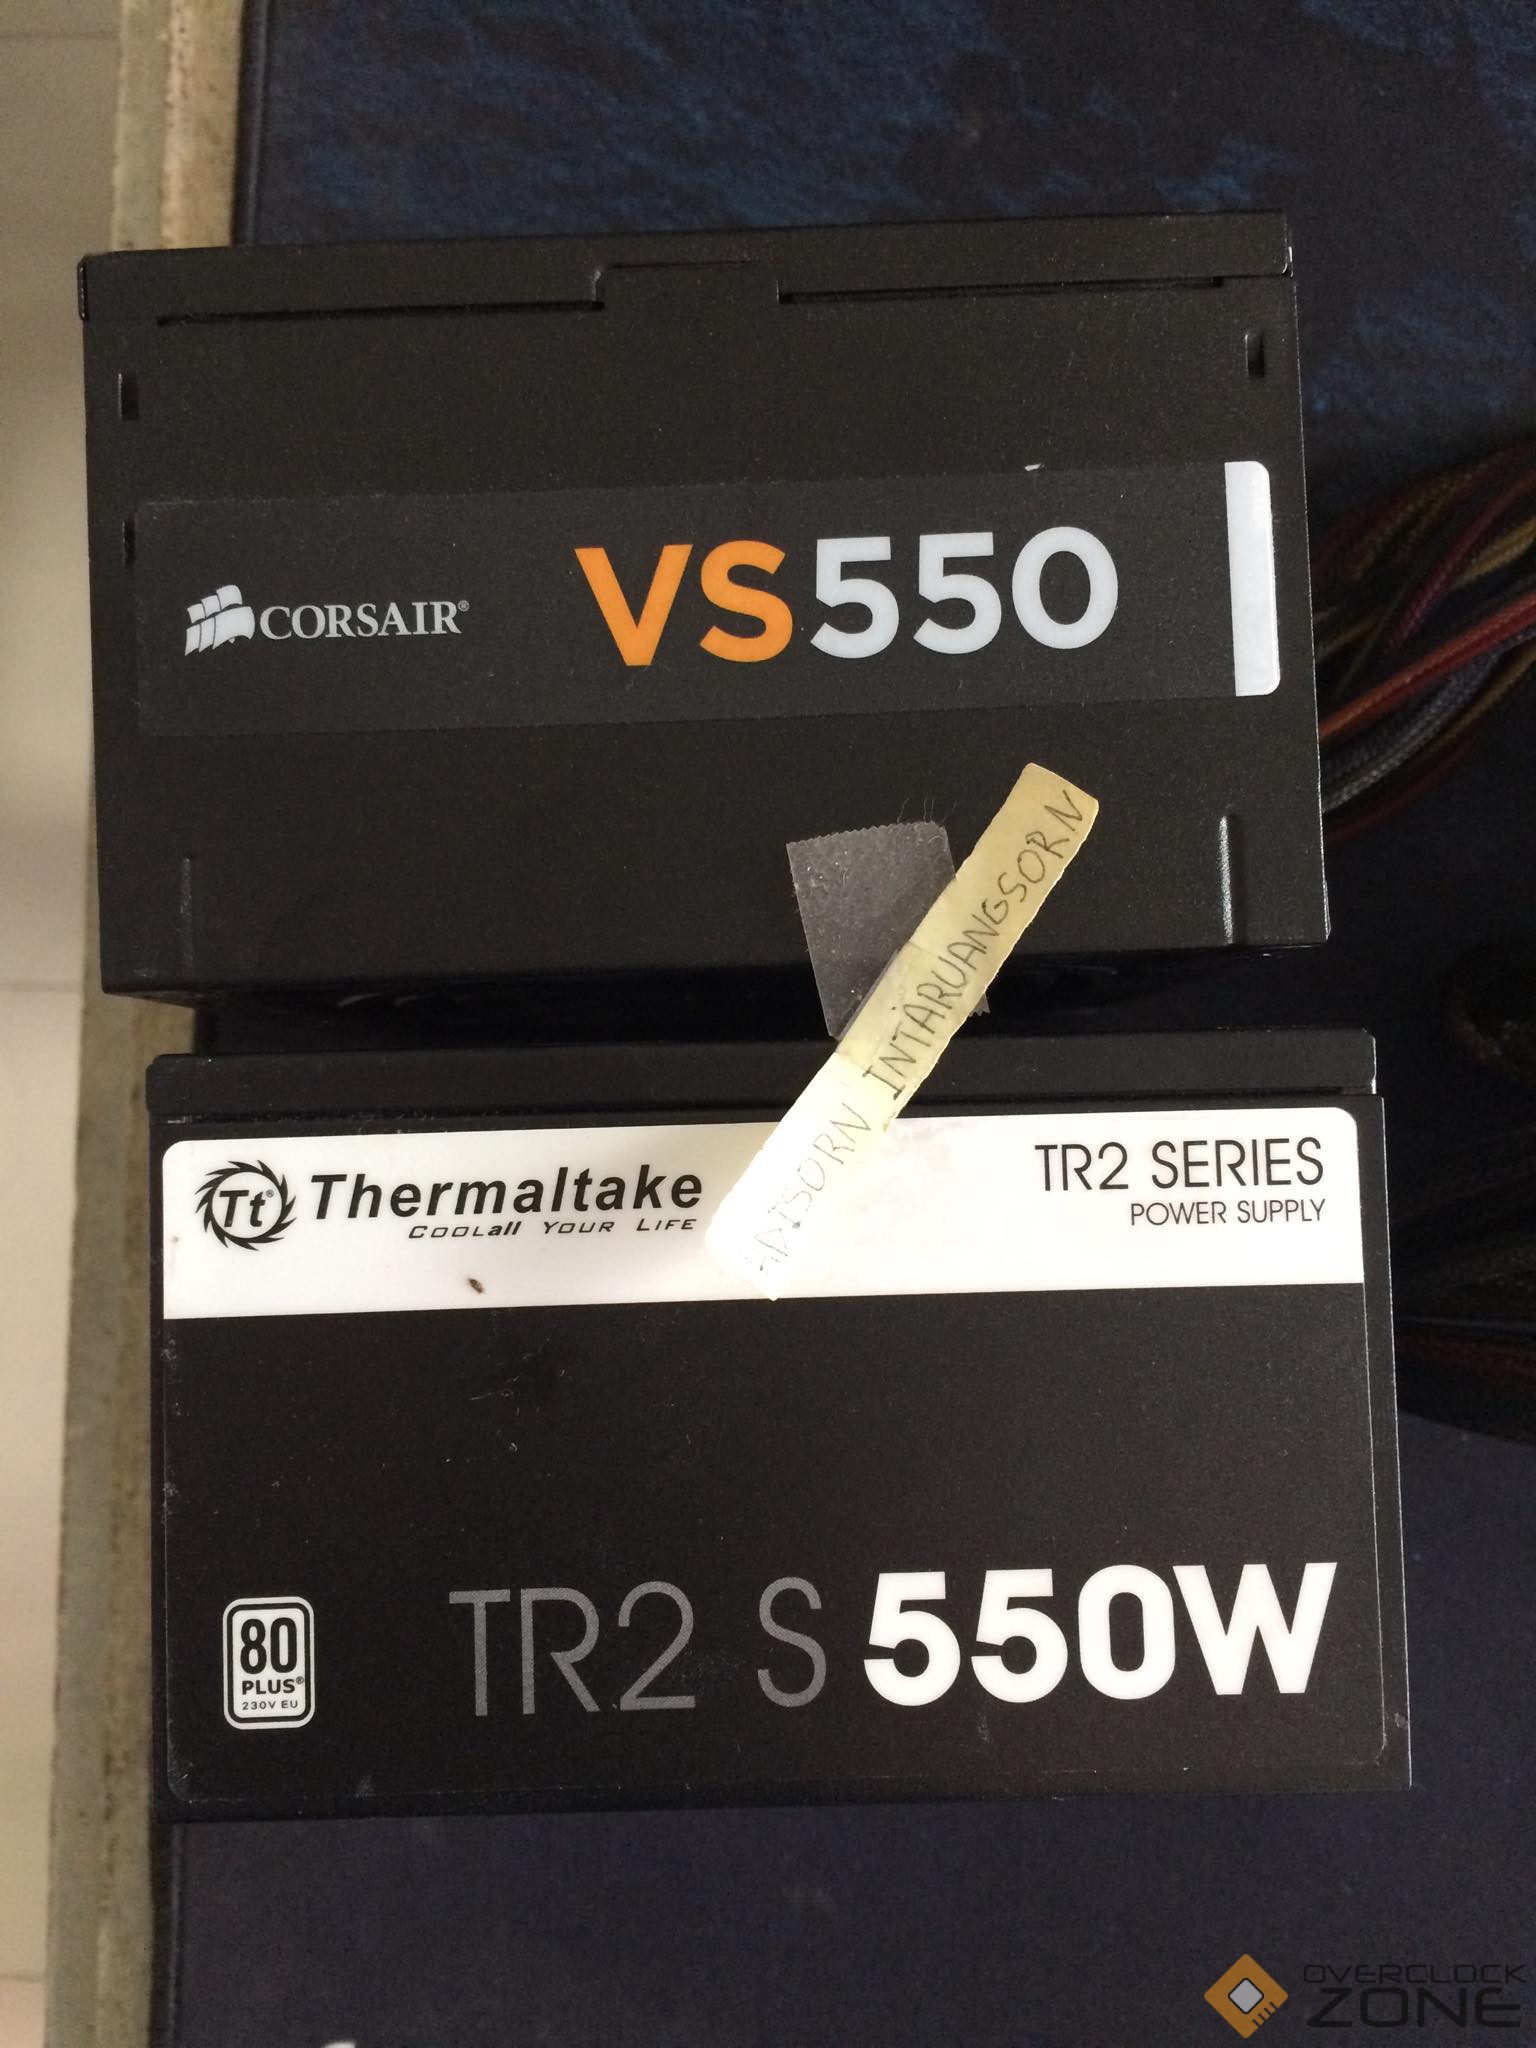 CORSAIR®
VS550
ADISORN INTARUANGSORN
Tt® Thermaltake
COOLall YOUR LIFE
TR2 SERIES
POWER SUPPLY
80
PLUS®
230V EU
TR2 S 550W
OVERCLOCK
ZONE